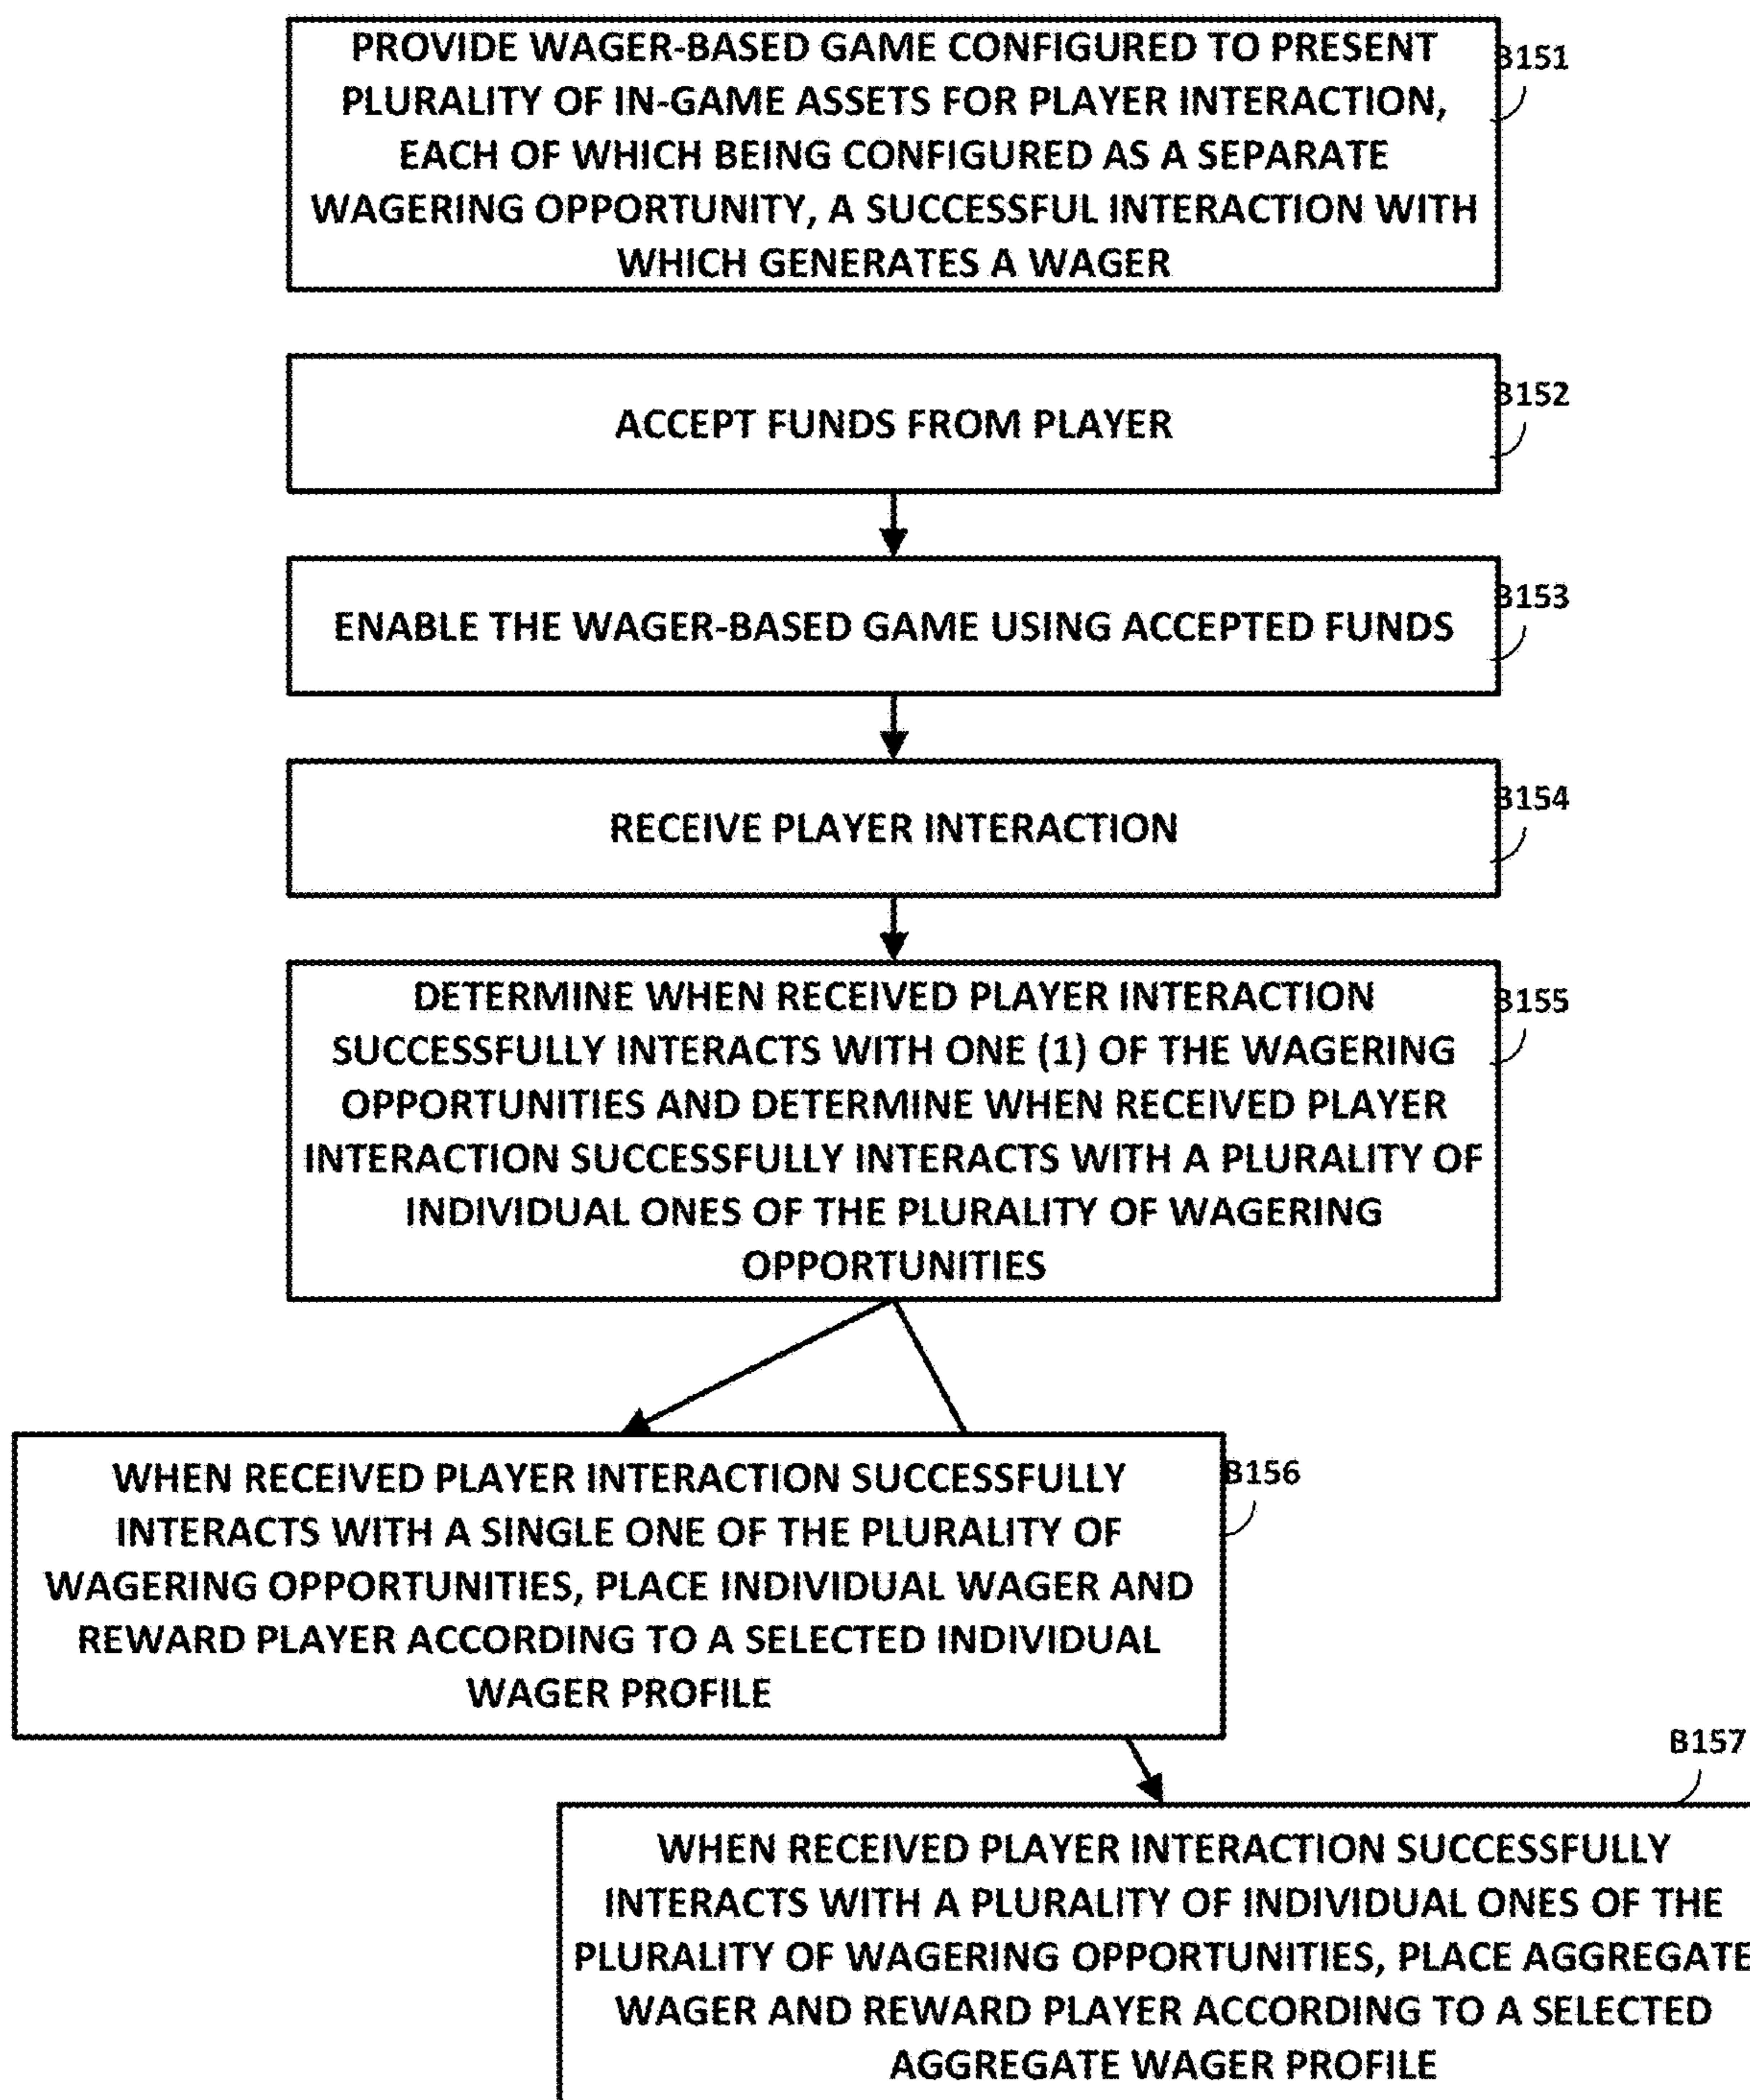 PROVIDE WAGER-BASED GAME CONFIGURED TO PRESENT
PLURALITY OF IN-GAME ASSETS FOR PLAYER INTERACTION,
EACH OF WHICH BEING CONFIGURED AS A SEPARATE
WAGERING OPPORTUNITY, A SUCCESSFUL INTERACTION WITH
WHICH GENERATES A WAGER
B151
ACCEPT FUNDS FROM PLAYER
B152
ENABLE THE WAGER-BASED GAME USING ACCEPTED FUNDS
B153
RECEIVE PLAYER INTERACTION
B154
DETERMINE WHEN RECEIVED PLAYER INTERACTION
SUCCESSFULLY INTERACTS WITH ONE (1) OF THE WAGERING
OPPORTUNITIES AND DETERMINE WHEN RECEIVED PLAYER
INTERACTION SUCCESSFULLY INTERACTS WITH A PLURALITY OF
INDIVIDUAL ONES OF THE PLURALITY OF WAGERING
OPPORTUNITIES
B155
WHEN RECEIVED PLAYER INTERACTION SUCCESSFULLY
INTERACTS WITH A SINGLE ONE OF THE PLURALITY OF
WAGERING OPPORTUNITIES, PLACE INDIVIDUAL WAGER AND
REWARD PLAYER ACCORDING TO A SELECTED INDIVIDUAL
WAGER PROFILE
B156
B157
WHEN RECEIVED PLAYER INTERACTION SUCCESSFULLY
INTERACTS WITH A PLURALITY OF INDIVIDUAL ONES OF THE
PLURALITY OF WAGERING OPPORTUNITIES, PLACE AGGREGATE
WAGER AND REWARD PLAYER ACCORDING TO A SELECTED
AGGREGATE WAGER PROFILE